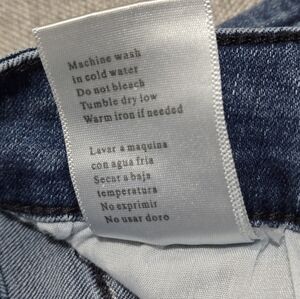 Machine wash
in cold water
Do not bleach
Tumble dry low
Warm iron if needed
Lavar a maquina
con agua fria
Secar a baja
temperatura
No exprimir
No usar doro